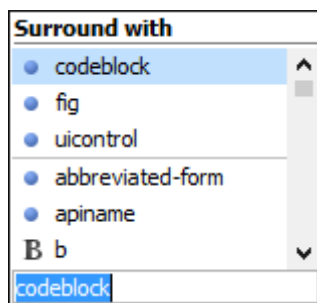 Surround with
codeblock
fig
uicontrol
abbreviated-form
apiname
B b
codeblock